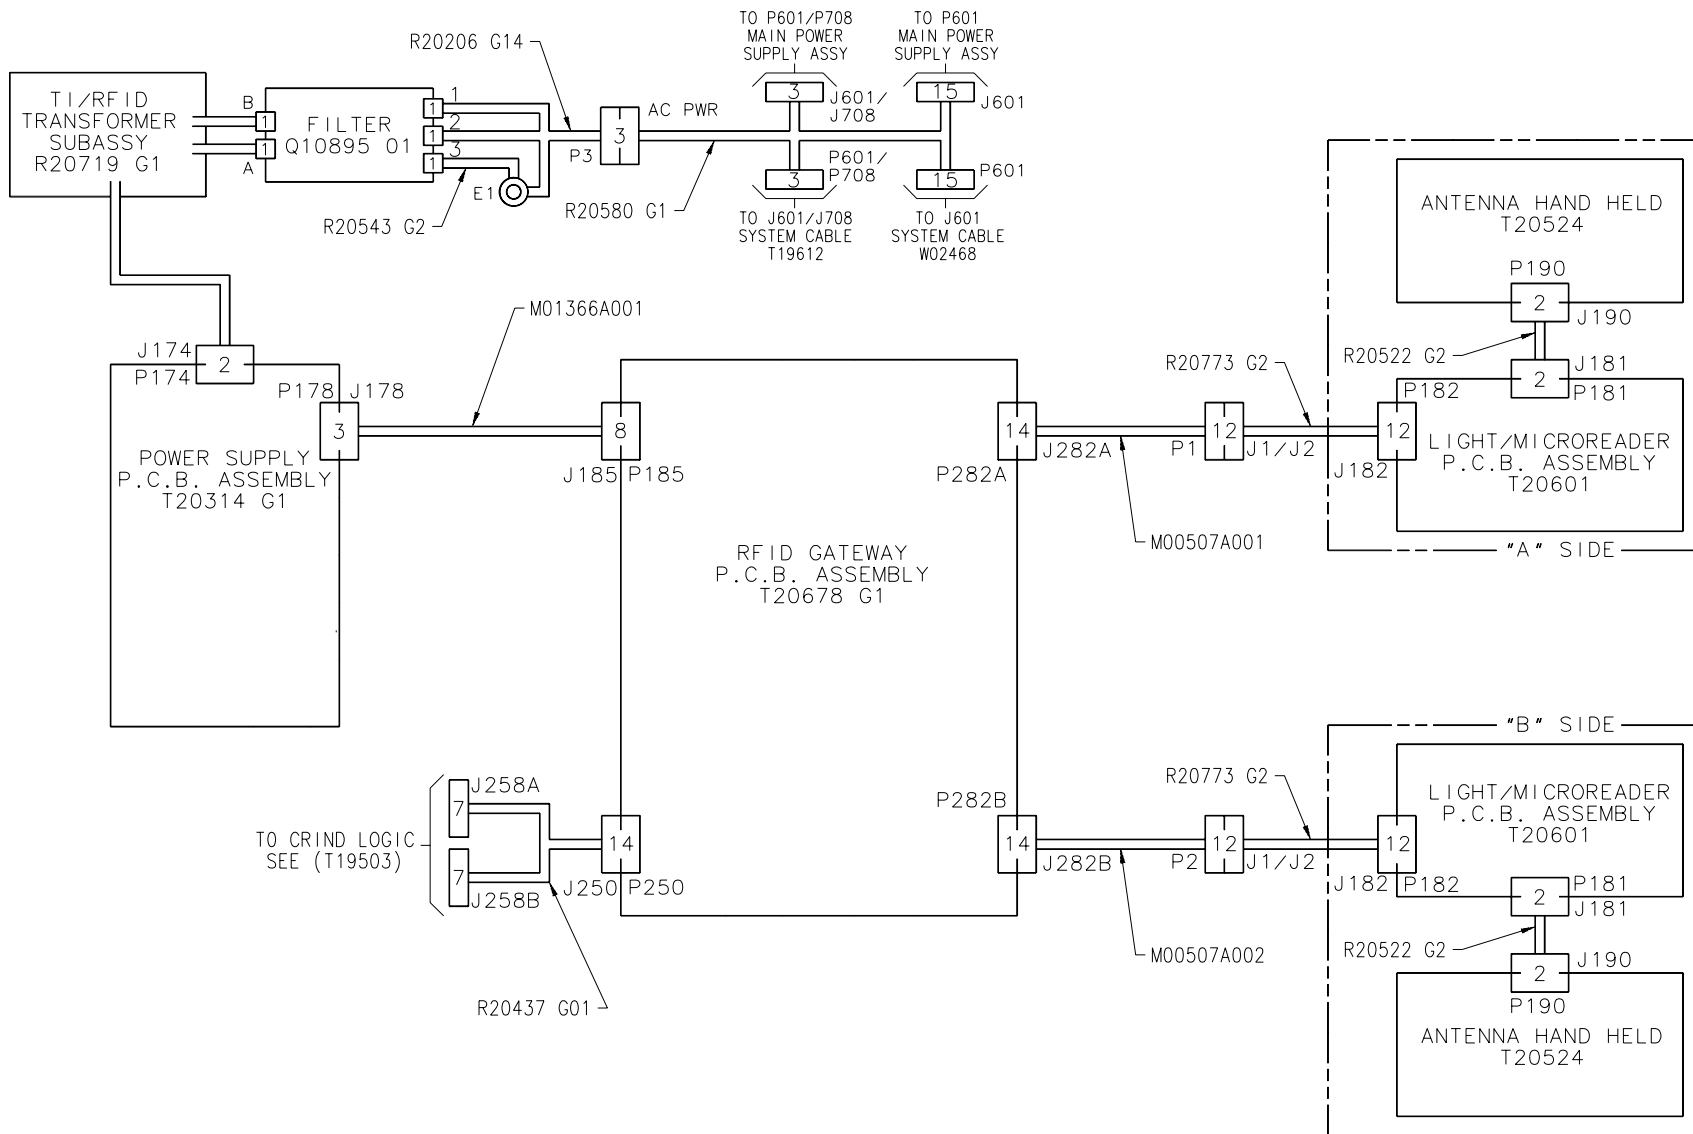 TO P601/P708
MAIN POWER
SUPPLY ASSY
TO P601
MAIN POWER
SUPPLY ASSY
R20206 G14
TI/RFID
TRANSFORMER
SUBASSY
R20719 G1
B
1
1
A
FILTER
Q10895 01
1
1
1
1
2
3
E1
R20543 G2
P3
3
AC PWR
R20580 G1
3
J601/
J708
15
J601
P601/
P708
3
15
P601
TO J601/J708
SYSTEM CABLE
T19612
TO J601
SYSTEM CABLE
W02468
ANTENNA HAND HELD
T20524
P190
2
J190
R20522 G2
J181
2
P181
P182
12
J182
LIGHT/MICROREADER
P.C.B. ASSEMBLY
T20601
"A" SIDE
J174
P174
2
P178
J178
3
POWER SUPPLY
P.C.B. ASSEMBLY
T20314 G1
M01366A001
8
J185
P185
RFID GATEWAY
P.C.B. ASSEMBLY
T20678 G1
14
P282A
J282A
P1
12
J1/J2
R20773 G2
M00507A001
"B" SIDE
TO CRIND LOGIC
SEE (T19503)
7
J258A
7
J258B
14
J250
P250
R20437 G01
P282B
14
J282B
P2
12
J1/J2
R20773 G2
M00507A002
LIGHT/MICROREADER
P.C.B. ASSEMBLY
T20601
12
J182
P182
2
P181
J181
R20522 G2
J190
2
P190
ANTENNA HAND HELD
T20524